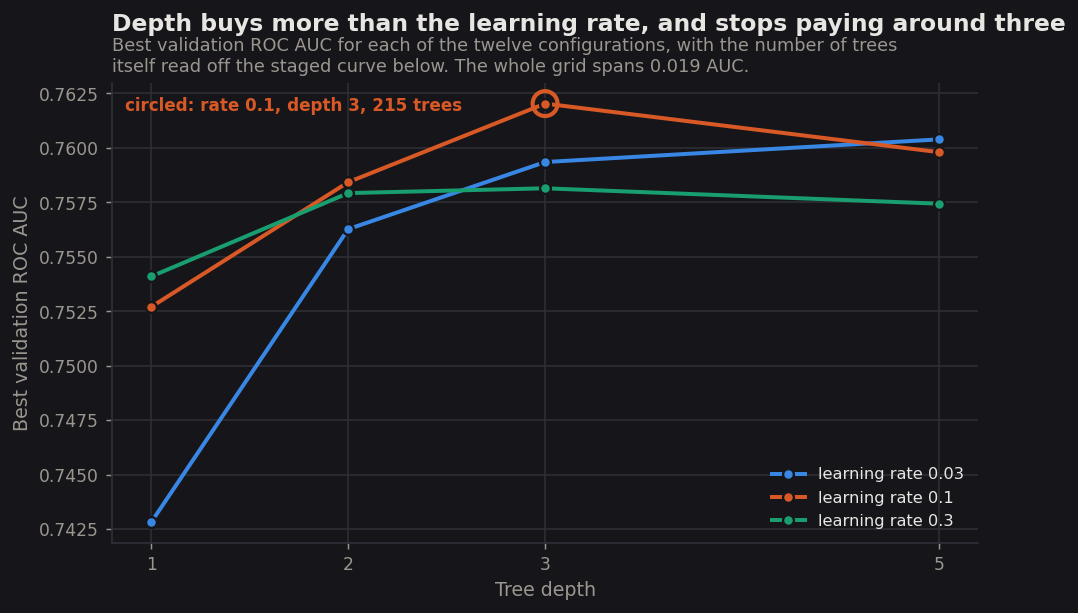 Depth buys more than the learning rate, and stops paying around three
Best validation ROC AUC for each of the twelve configurations, with the number of trees
itself read off the staged curve below. The whole grid spans 0.019 AUC.
circled: rate 0.1, depth 3, 215 trees
Best validation ROC AUC
0.7625
0.7600
0.7575
0.7550
0.7525
0.7500
0.7475
0.7450
0.7425
learning rate 0.03
learning rate 0.1
learning rate 0.3
1 2 3 5
Tree depth